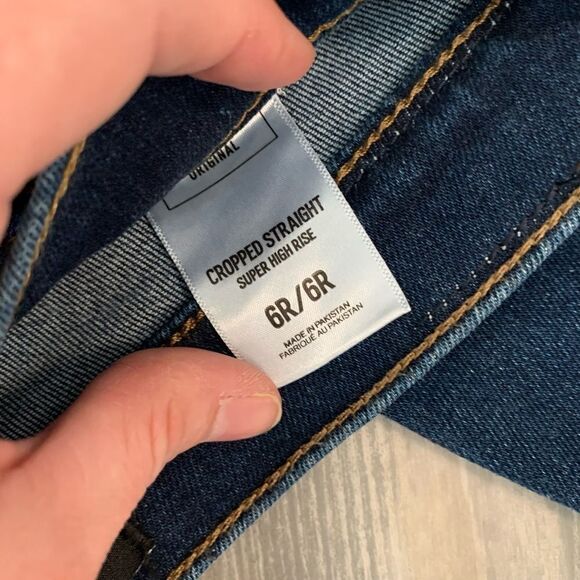 ORIGINAL
CROPPED STRAIGHT
SUPER HIGH RISE
6R/6R
MADE IN PAKISTAN
FABRIQUÉ AU PAKISTAN